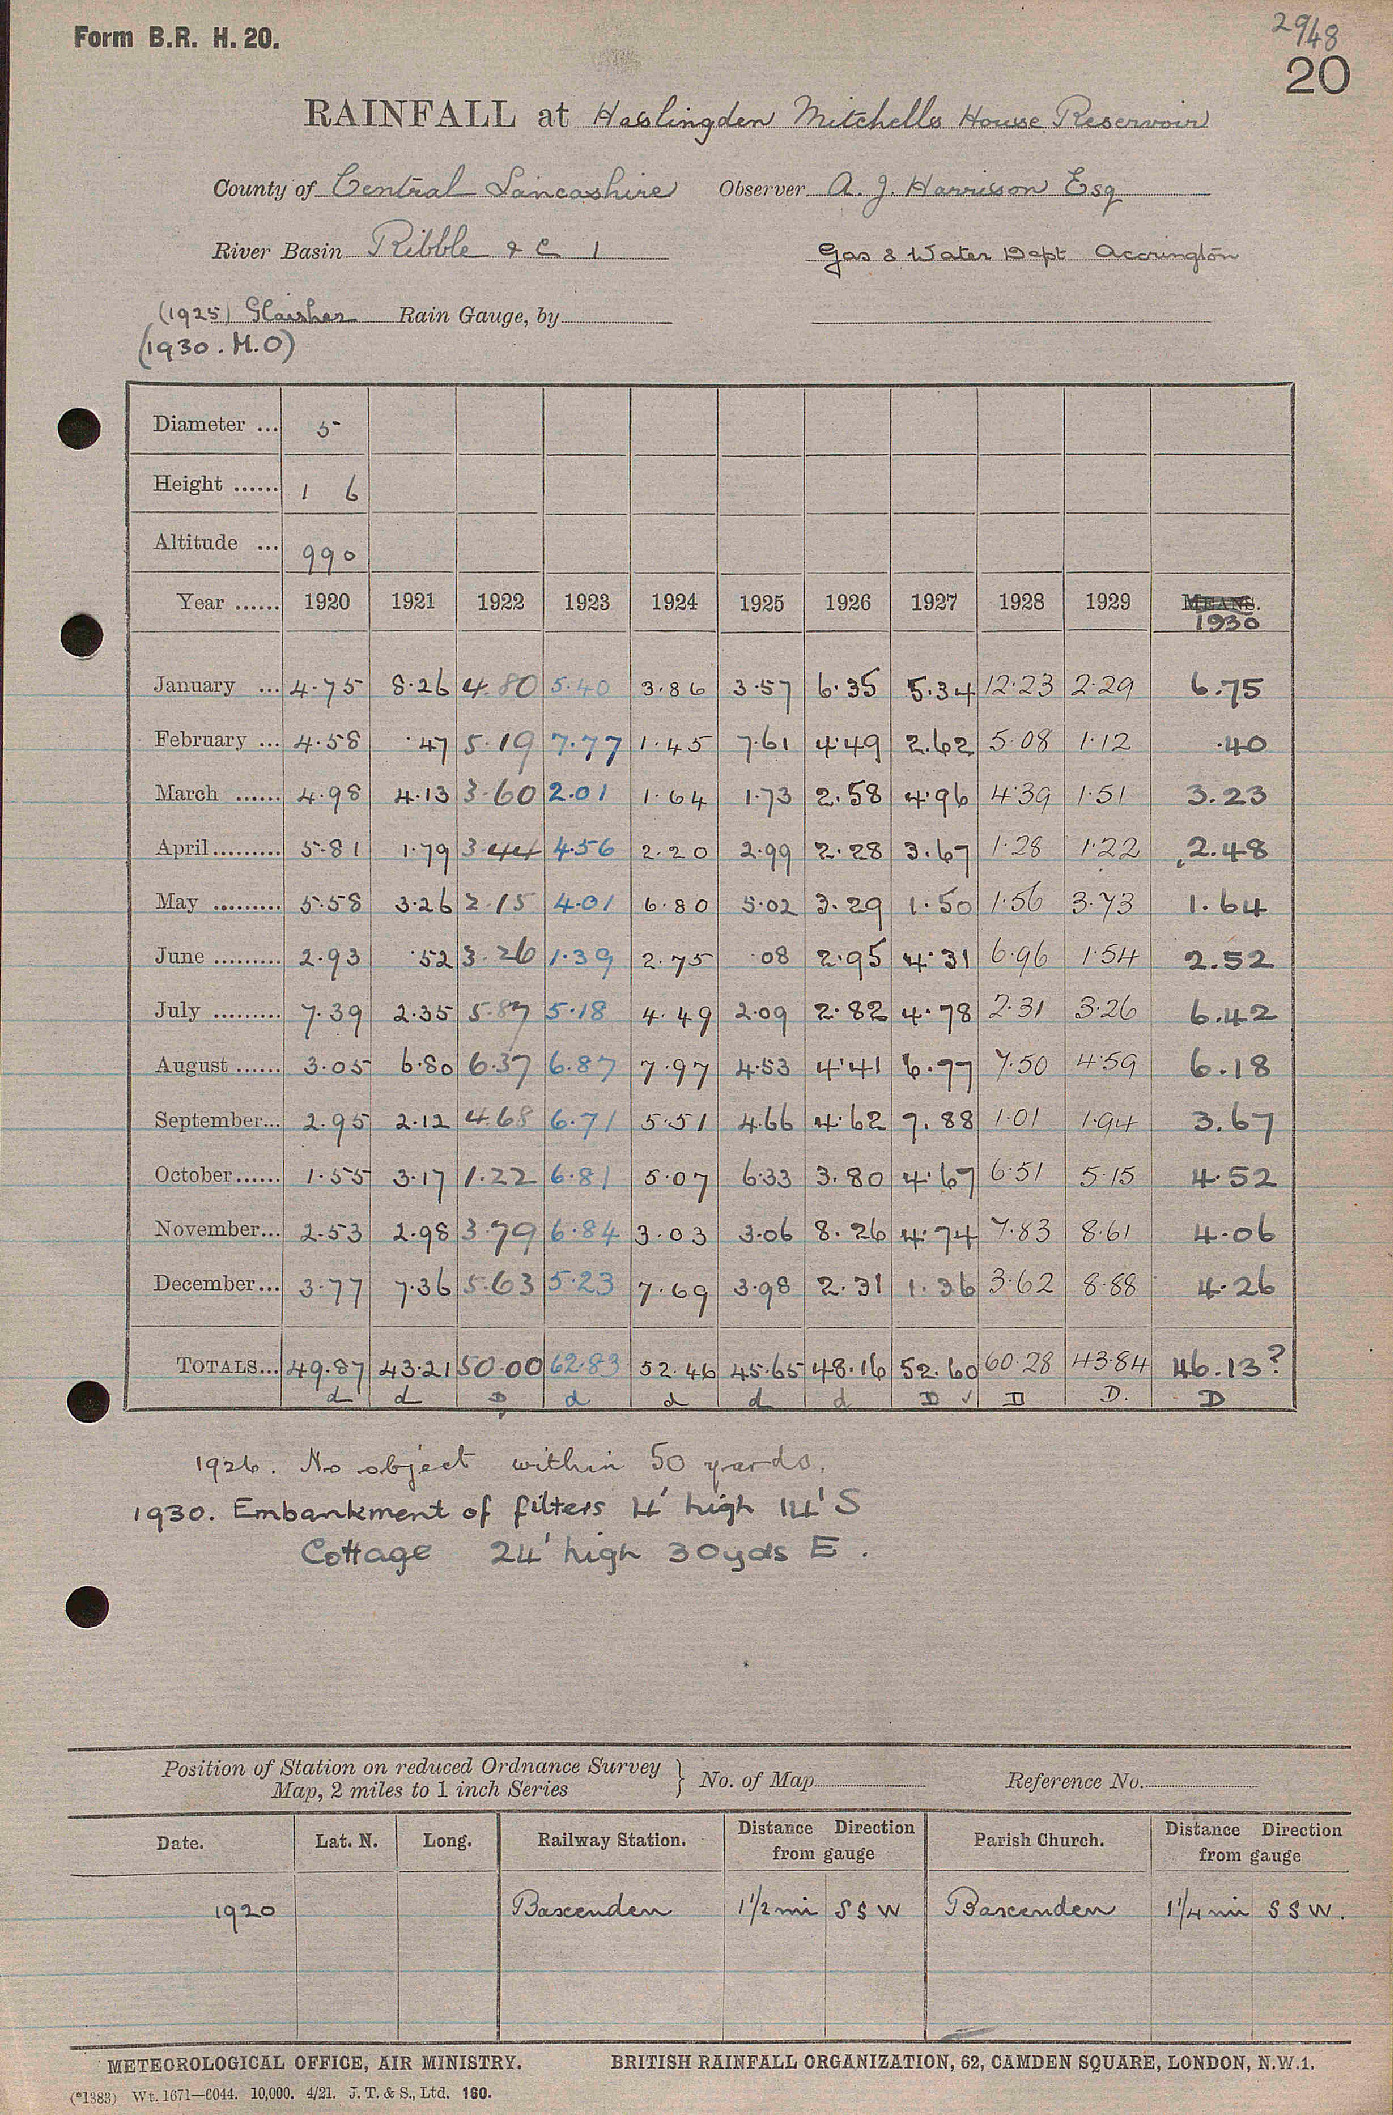 Form B.R. H. 20.
29/48
20
RAINFALL at Haslingden Mitchells House Reservoir
County of Central Lancashire Observer A. J. Harrison Esq
River Basin Ribble & C 1 Gas & Water Dept Accrington
(1925) Glaisher Rain Gauge, by
(1930. M.O)
Diameter ... 5
Height ...... 1 6
Altitude ... 990
Year ...... 1920 1921 1922 1923 1924 1925 1926 1927 1928 1929 MEANS.
1930
January ... 4.75 8.26 4.80 5.40 3.86 3.57 6.35 5.34 12.23 2.29 6.75
February ... 4.58 .47 5.19 7.77 1.45 7.61 4.49 2.62 5.08 1.12 .40
March ...... 4.98 4.13 3.60 2.01 1.64 1.73 2.58 4.96 4.39 1.51 3.23
April......... 5.81 1.79 3.44 4.56 2.20 2.99 2.28 3.67 1.28 1.22 2.48
May ......... 5.58 3.26 2.15 4.01 6.80 5.02 3.29 1.50 1.56 3.73 1.64
June ......... 2.93 .52 3.26 1.39 2.75 .08 2.95 4.31 6.96 1.54 2.52
July ......... 7.39 2.35 5.87 5.18 4.49 2.09 2.82 4.78 2.31 3.26 6.42
August ...... 3.05 6.80 6.37 6.87 7.97 4.53 4.41 6.77 7.50 4.59 6.18
September... 2.95 2.12 4.68 6.71 5.51 4.66 4.62 7.88 1.01 1.94 3.67
October...... 1.55 3.17 1.22 6.81 5.07 6.33 3.80 4.67 6.51 5.15 4.52
November... 2.53 2.98 3.79 6.84 3.03 3.06 8.26 4.74 7.83 8.61 4.06
December... 3.77 7.36 5.63 5.23 7.69 3.98 2.31 1.36 3.62 8.88 4.26
TOTALS... 49.87 43.21 50.00 62.83 52.46 45.65 48.16 52.60 60.28 43.84 46.13?
d d D d d d d D ✓ D D. D
1926. No object within 50 yards.
1930. Embankment of filters 4' high 14' S
Cottage 24' high 30yds E.
Position of Station on reduced Ordnance Survey
Map, 2 miles to 1 inch Series } No. of Map Reference No.
Date. Lat. N. Long. Railway Station. Distance Direction from gauge Parish Church. Distance Direction from gauge
1920 Baxenden 1 1/2 mi S S W Baxenden 1 1/4 mi S S W.
METEOROLOGICAL OFFICE, AIR MINISTRY. BRITISH RAINFALL ORGANIZATION, 62, CAMDEN SQUARE, LONDON, N.W.1.
(*1383) Wt. 1671—6044. 10,000. 4/21. J. T. & S., Ltd. 160.